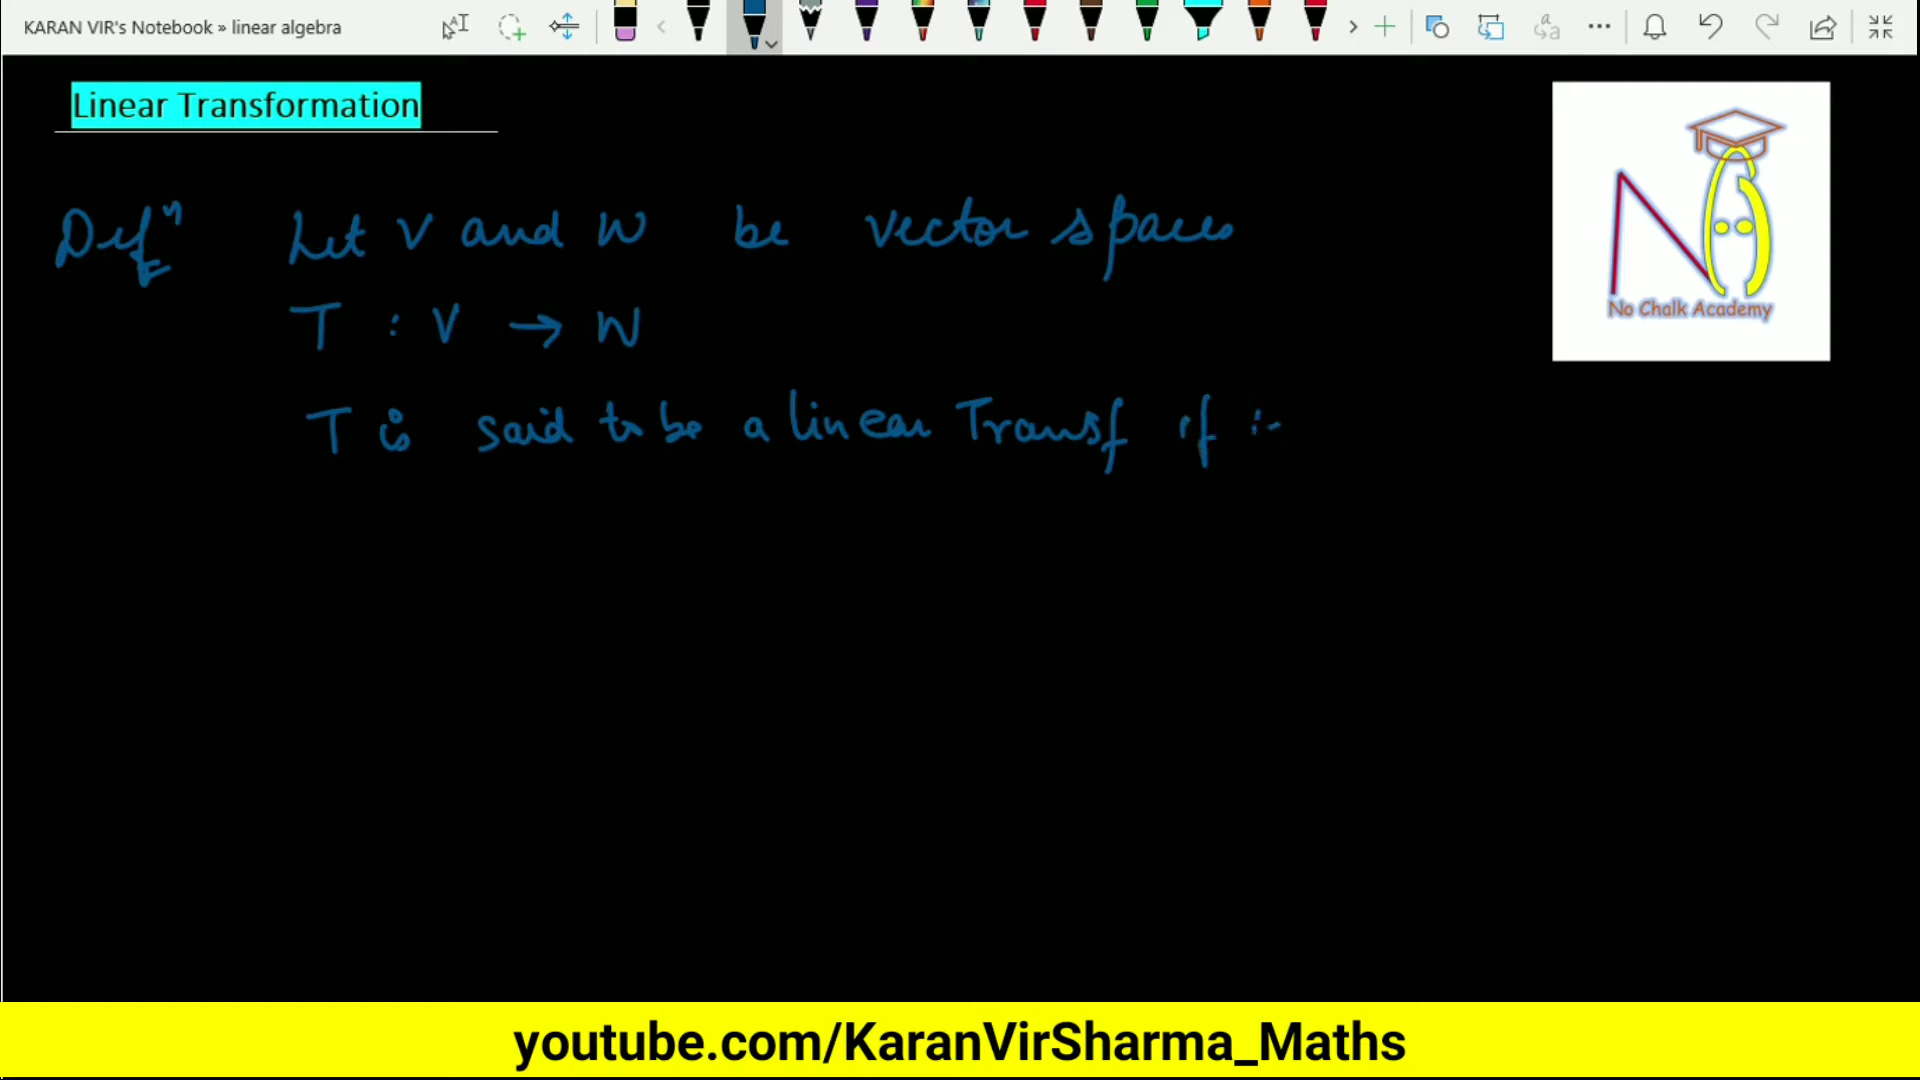 KARAN VIR's Notebook » linear algebra
Linear Transformation
Defⁿ Let V and W be vector spaces
T : V → W
T is said to be a linear Transf if :-
No Chalk Academy
youtube.com/KaranVirSharma_Maths